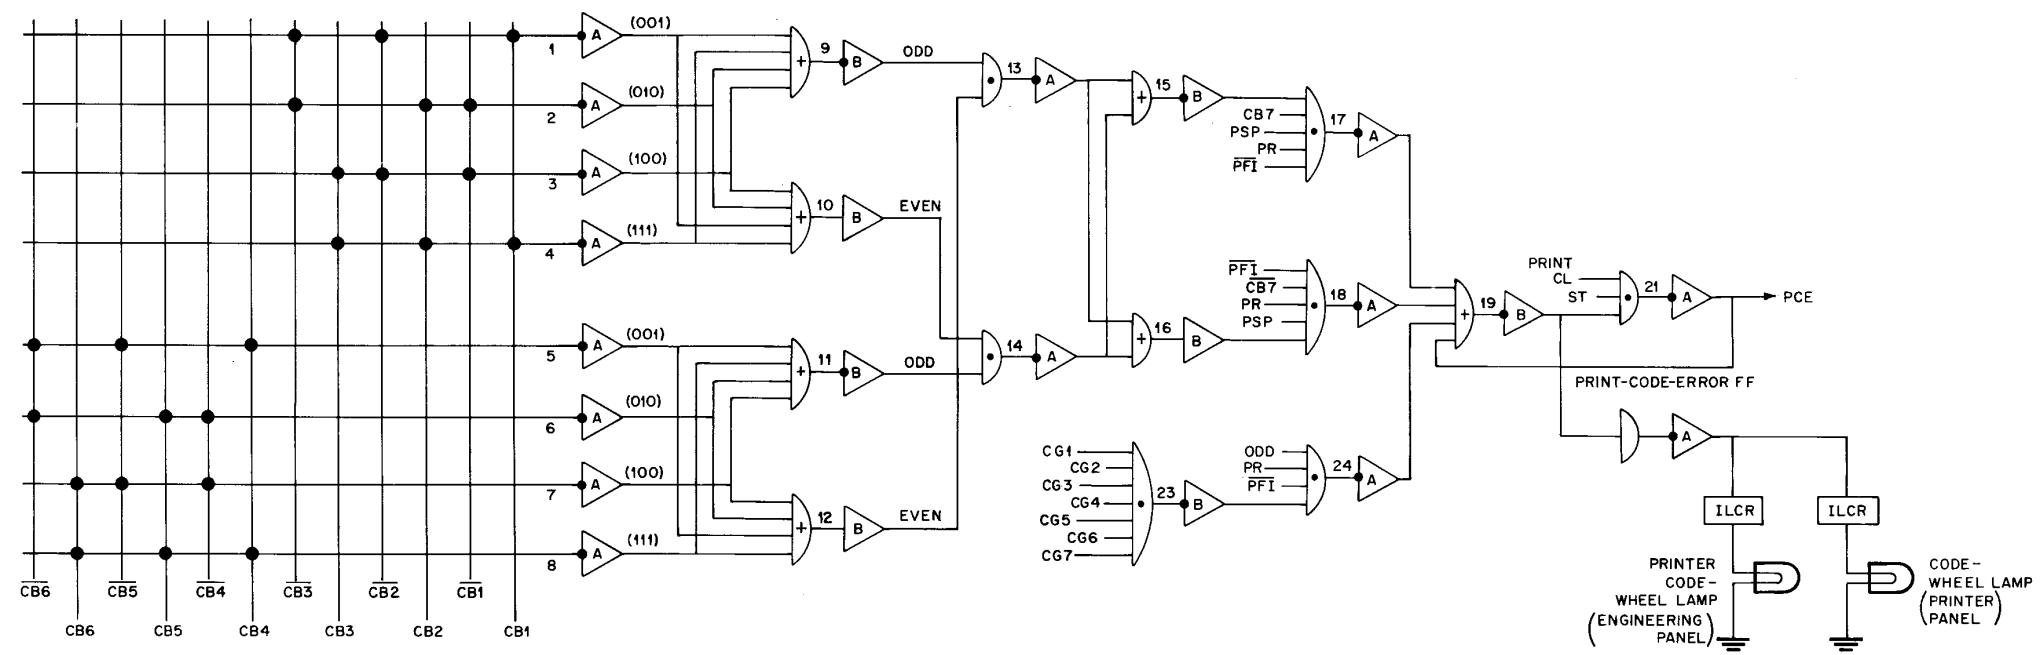 1 A (001)
2 A (010)
3 A (100)
4 A (111)
5 A (001)
6 A (010)
7 A (100)
8 A (111)
CB6 CB5 CB4 CB3 CB2 CB1
CB6 CB5 CB4 CB3 CB2 CB1
+ 9 B ODD
+ 10 B EVEN
+ 11 B ODD
+ 12 B EVEN
13 A
14 A
+ 15 B
+ 16 B
CB7
PSP
PR
PFI
17 A
PFI
CB7
PR
PSP
18 A
CG1
CG2
CG3
CG4
CG5
CG6
CG7
23 B
ODD
PR
PFI
24 A
+ 19 B
PRINT
CL
ST
21 A PCE
PRINT-CODE-ERROR FF
A
ILCR ILCR
PRINTER
CODE-
WHEEL LAMP
(ENGINEERING)
PANEL
CODE-
WHEEL LAMP
(PRINTER)
PANEL